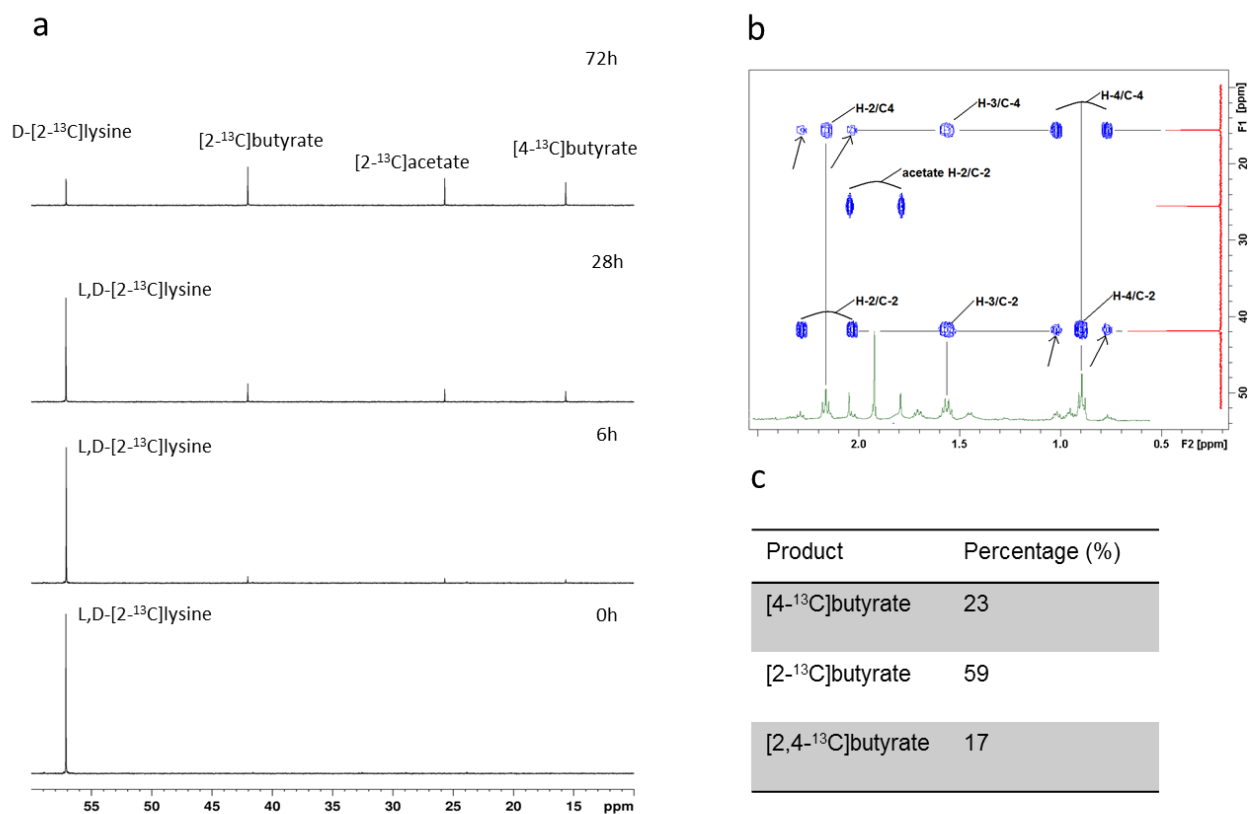 a
72h
D-[2-¹³C]lysine
[2-¹³C]butyrate
[2-¹³C]acetate
[4-¹³C]butyrate
28h
L,D-[2-¹³C]lysine
6h
L,D-[2-¹³C]lysine
L,D-[2-¹³C]lysine
0h
55 50 45 40 35 30 25 20 15 ppm
b
H-2/C4
H-3/C-4
H-4/C-4
acetate H-2/C-2
H-2/C-2
H-3/C-2
H-4/C-2
F1 [ppm]
20
30
40
50
2.0 1.5 1.0 0.5 F2 [ppm]
c
Product Percentage (%)
[4-¹³C]butyrate 23
[2-¹³C]butyrate 59
[2,4-¹³C]butyrate 17